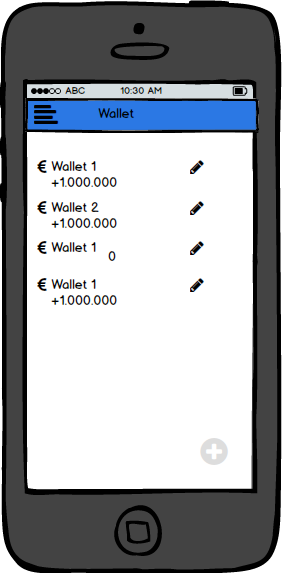 ABC 10:30 AM
Wallet
€ Wallet 1
+1.000.000
€ Wallet 2
+1.000.000
€ Wallet 1
0
€ Wallet 1
+1.000.000